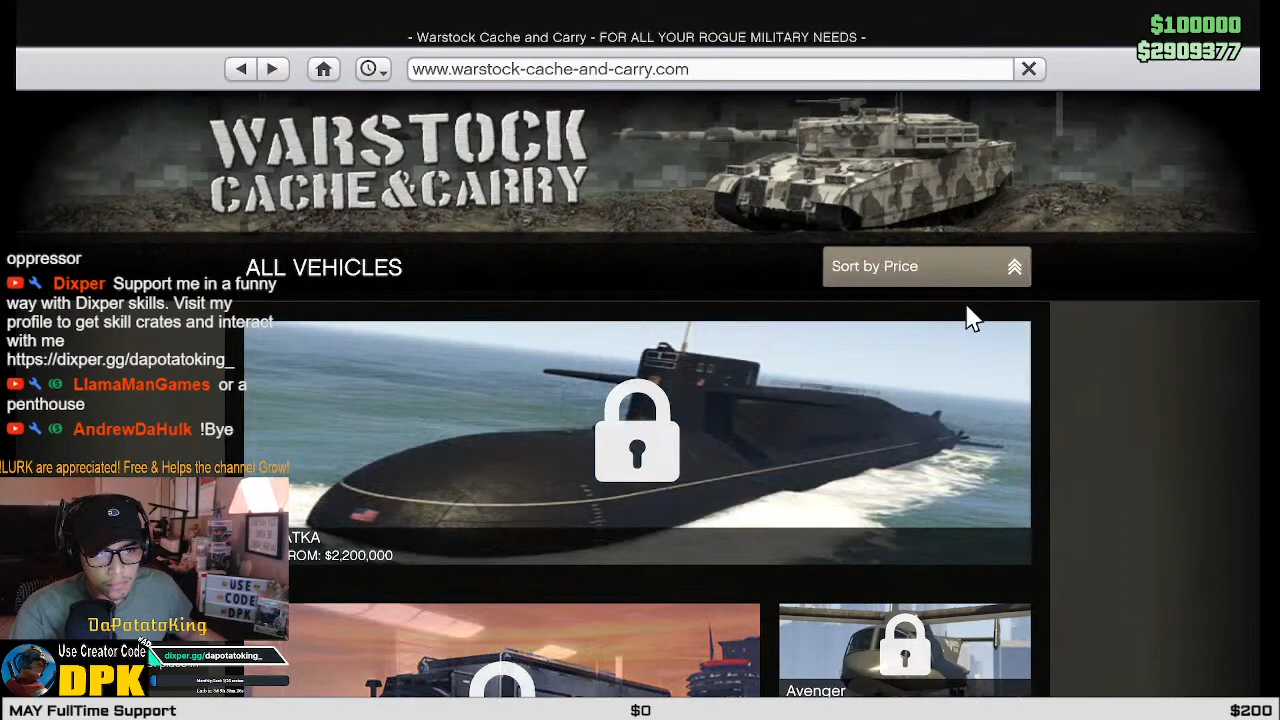 - Warstock Cache and Carry - FOR ALL YOUR ROGUE MILITARY NEEDS -
$100000
$2909377
www.warstock-cache-and-carry.com
WARSTOCK
CACHE&CARRY
ALL VEHICLES
Sort by Price
oppressor
Dixper Support me in a funny
way with Dixper skills. Visit my
profile to get skill crates and interact
with me
https://dixper.gg/dapotatoking_
LlamaManGames or a
penthouse
AndrewDaHulk !Bye
!LURK are appreciated! Free & Helps the channel Grow!
ATKA
ROM: $2,200,000
Avenger
USE
CODE
DPK
DaPotatoKing
#AD
Use Creator Code
DPK
dixper.gg/dapotatoking_
MAY FullTime Support
$0
$200